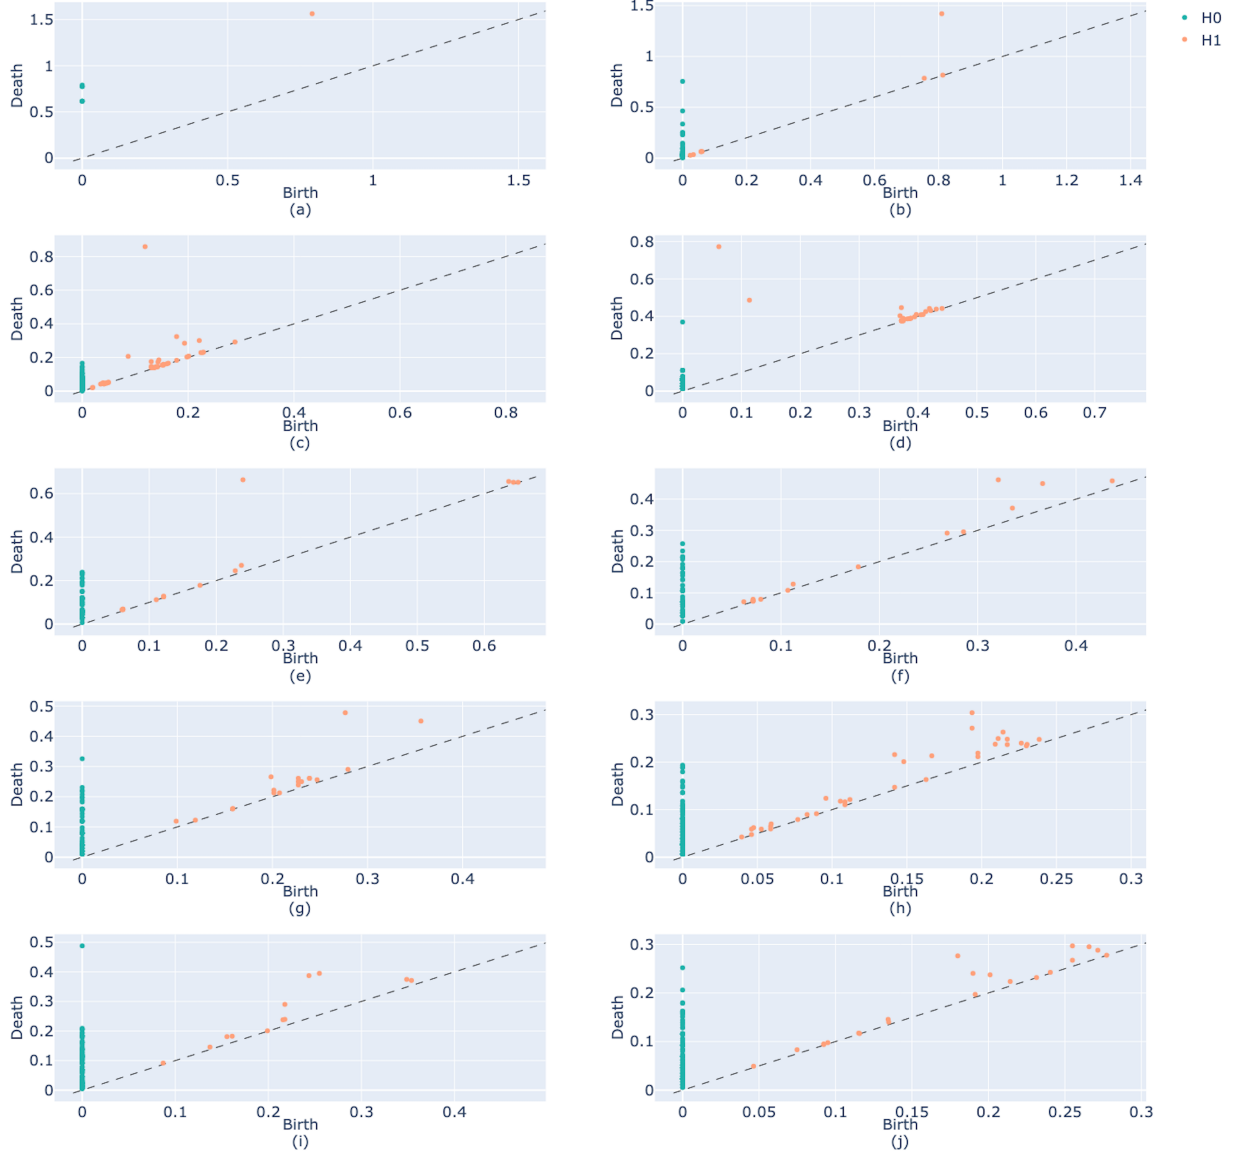 1.5
1
0.5
0
Death
0 0.5 1 1.5
Birth
(a)
1.5
1
0.5
0
Death
0 0.2 0.4 0.6 0.8 1 1.2 1.4
Birth
(b)
H0
H1
0.8
0.6
0.4
0.2
0
Death
0 0.2 0.4 0.6 0.8
Birth
(c)
0.8
0.6
0.4
0.2
0
Death
0 0.1 0.2 0.3 0.4 0.5 0.6 0.7
Birth
(d)
0.6
0.4
0.2
0
Death
0 0.1 0.2 0.3 0.4 0.5 0.6
Birth
(e)
0.4
0.3
0.2
0.1
0
Death
0 0.1 0.2 0.3 0.4
Birth
(f)
0.5
0.4
0.3
0.2
0.1
0
Death
0 0.1 0.2 0.3 0.4
Birth
(g)
0.3
0.2
0.1
0
Death
0 0.05 0.1 0.15 0.2 0.25 0.3
Birth
(h)
0.5
0.4
0.3
0.2
0.1
0
Death
0 0.1 0.2 0.3 0.4
Birth
(i)
0.3
0.2
0.1
0
Death
0 0.05 0.1 0.15 0.2 0.25 0.3
Birth
(j)